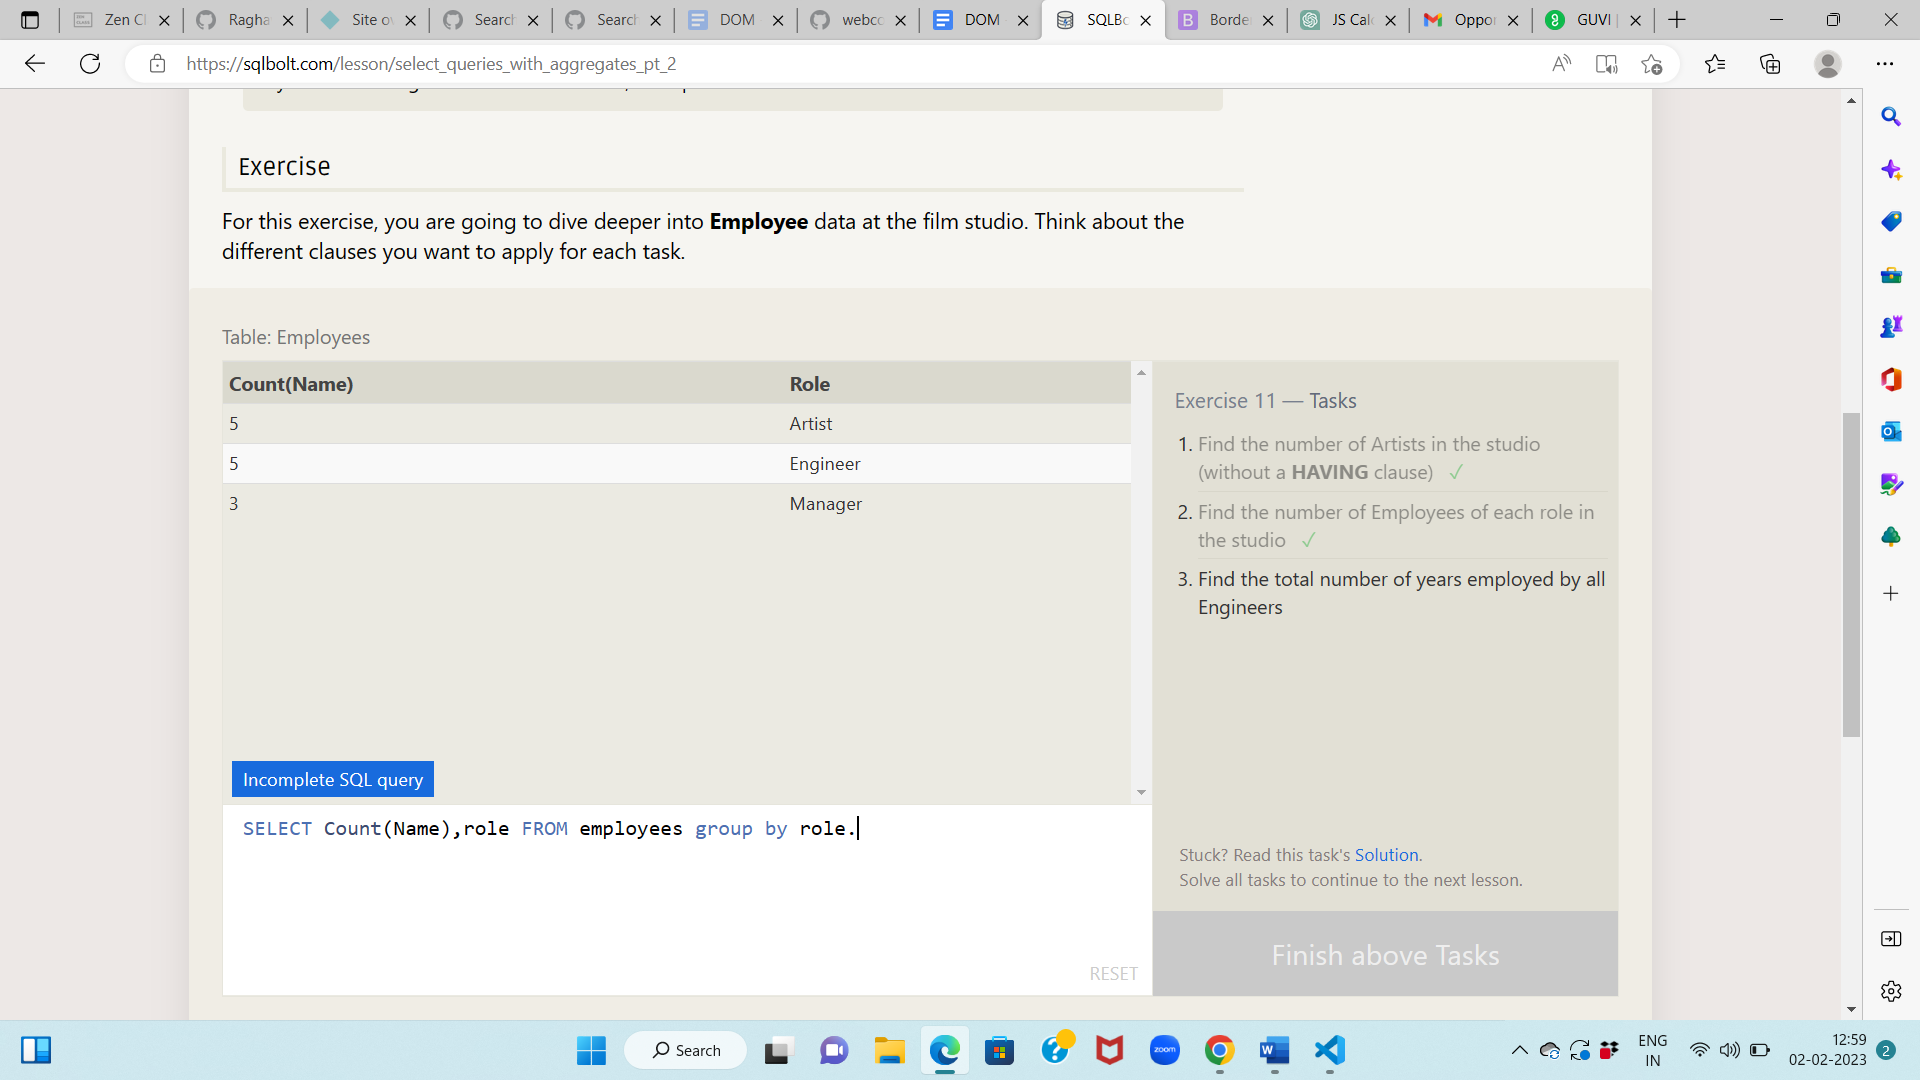 Zen Cl
Ragha
Site ov
Search
Search
DOM
webco
DOM
SQLBo
Border
JS Calc
Oppor
GUVI |
https://sqlbolt.com/lesson/select_queries_with_aggregates_pt_2
Exercise
For this exercise, you are going to dive deeper into Employee data at the film studio. Think about the
different clauses you want to apply for each task.
Table: Employees
Count(Name) Role
5 Artist
5 Engineer
3 Manager
Incomplete SQL query
SELECT Count(Name),role FROM employees group by role.
RESET
Exercise 11 — Tasks
1. Find the number of Artists in the studio
(without a HAVING clause) ✓
2. Find the number of Employees of each role in
the studio ✓
3. Find the total number of years employed by all
Engineers
Stuck? Read this task's Solution.
Solve all tasks to continue to the next lesson.
Finish above Tasks
Search
zoom
ENG
IN
12:59
02-02-2023
2